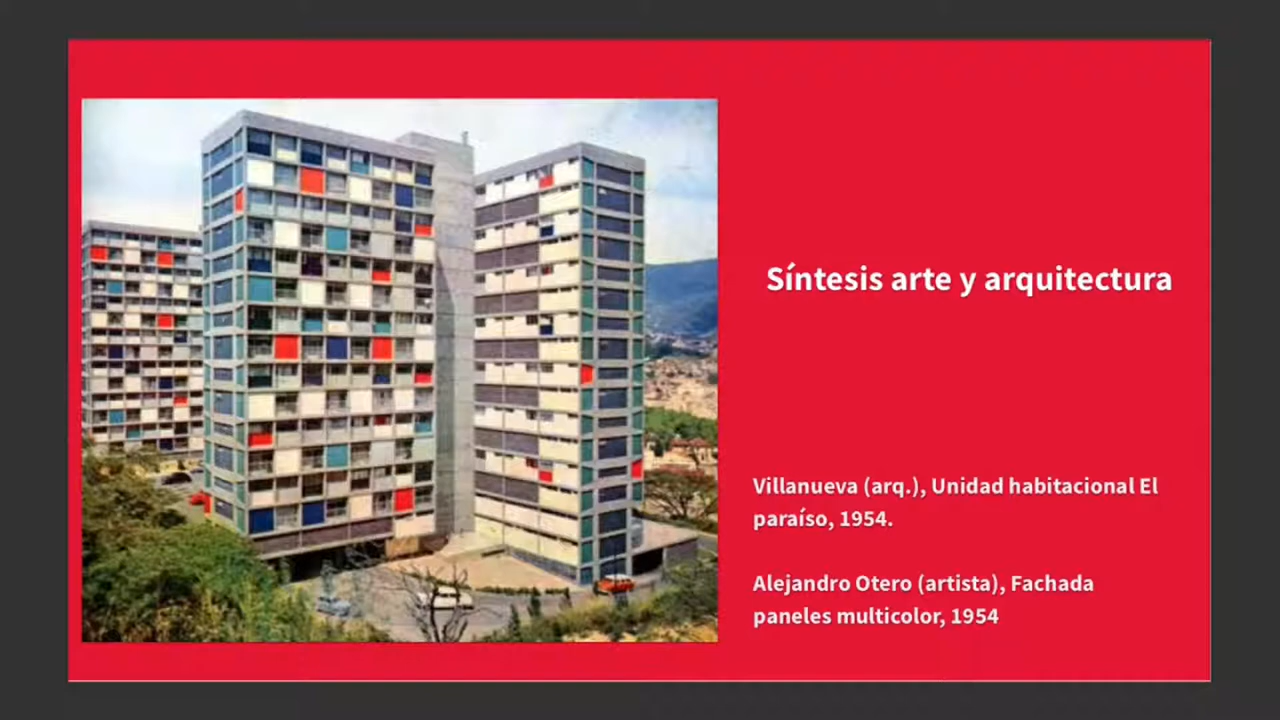 Síntesis arte y arquitectura
Villanueva (arq.), Unidad habitacional El
paraíso, 1954.
Alejandro Otero (artista), Fachada
paneles multicolor, 1954